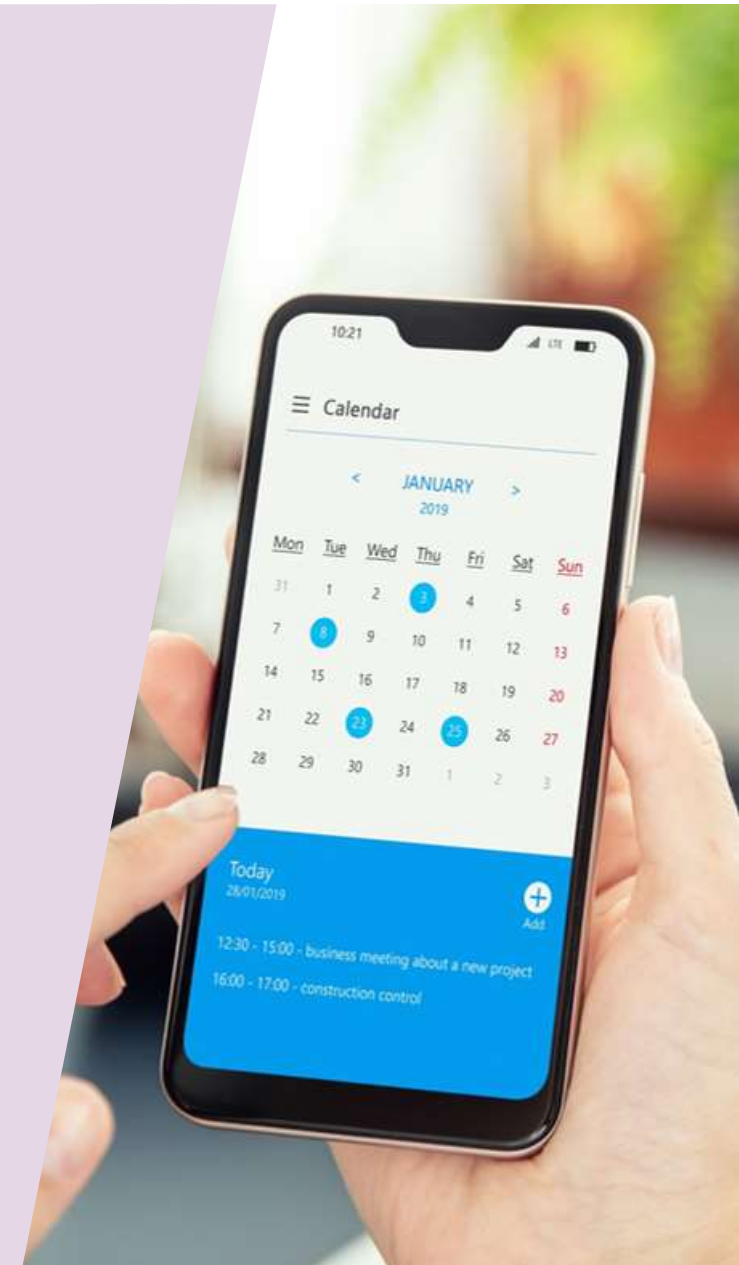 10:21 LTE
Calendar
< JANUARY >
2019
Mon Tue Wed Thu Fri Sat Sun
31 1 2 3 4 5 6
7 8 9 10 11 12 13
14 15 16 17 18 19 20
21 22 23 24 25 26 27
28 29 30 31 1 2 3
Today
28/01/2019
Add
12:30 - 15:00 - business meeting about a new project
16:00 - 17:00 - construction control